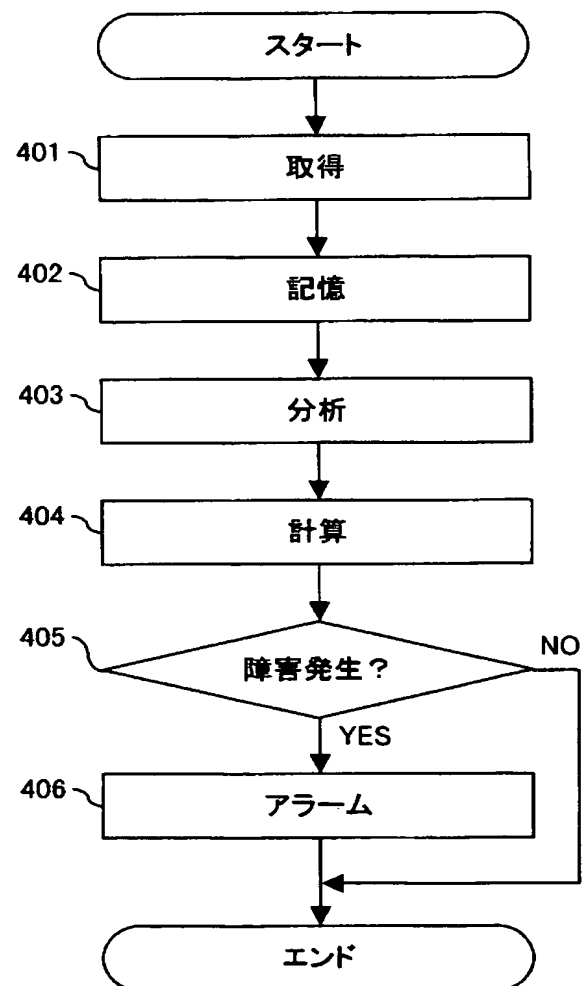 スタート
401
取得
402
記憶
403
分析
404
計算
405
障害発生？
NO
YES
406
アラーム
エンド